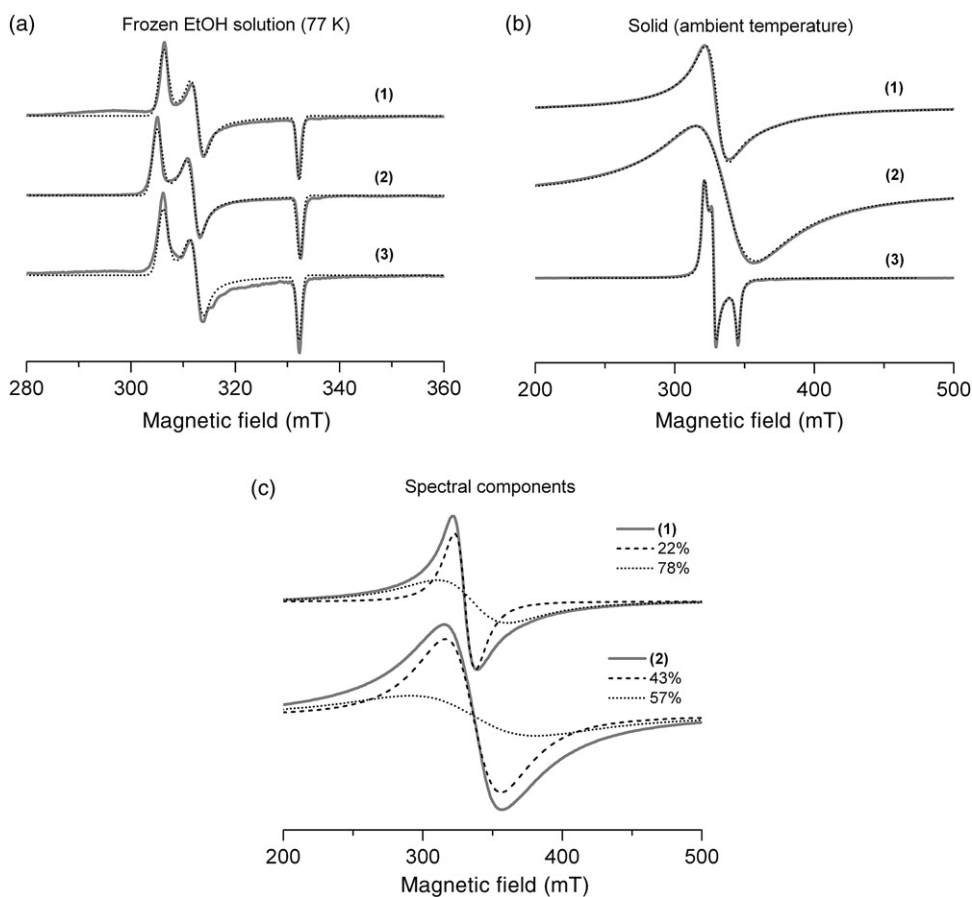 (a) Frozen EtOH solution (77 K)
(1)
(2)
(3)
280 300 320 340 360
Magnetic field (mT)
(b) Solid (ambient temperature)
(1)
(2)
(3)
200 300 400 500
Magnetic field (mT)
(c) Spectral components
(1)
22%
78%
(2)
43%
57%
200 300 400 500
Magnetic field (mT)